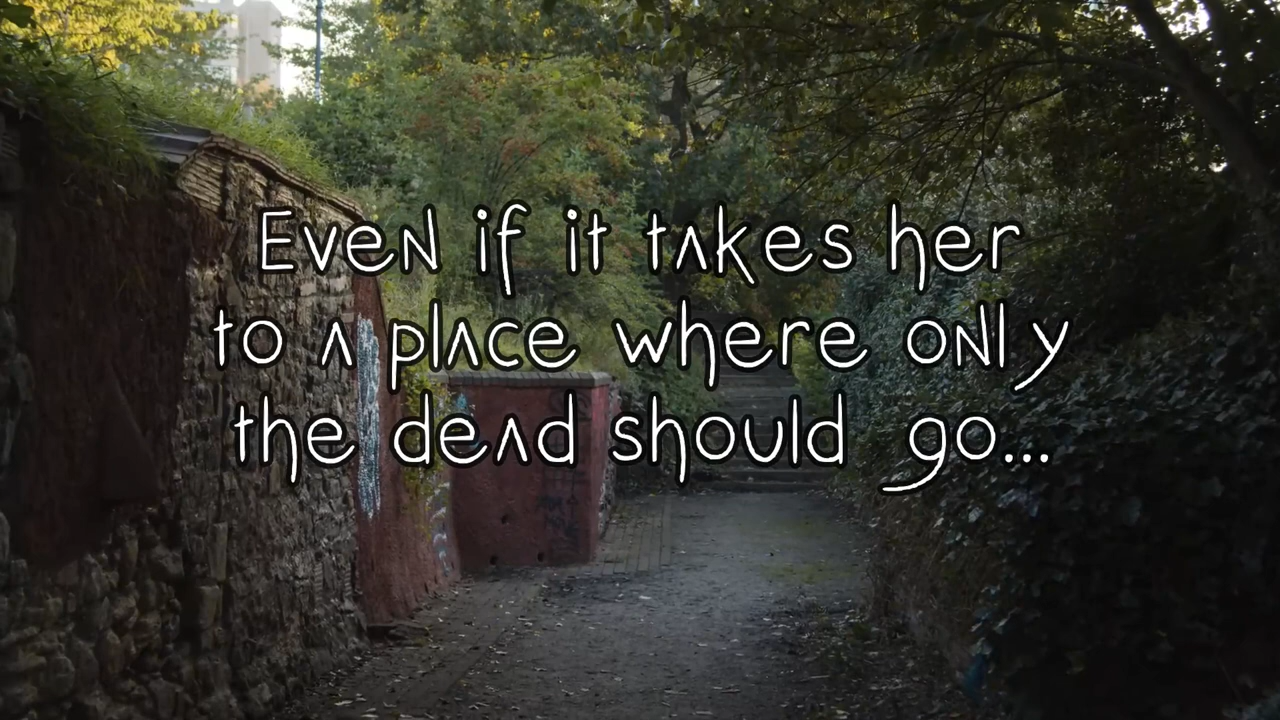 Even if it takes her
to a place where only
the dead should go...